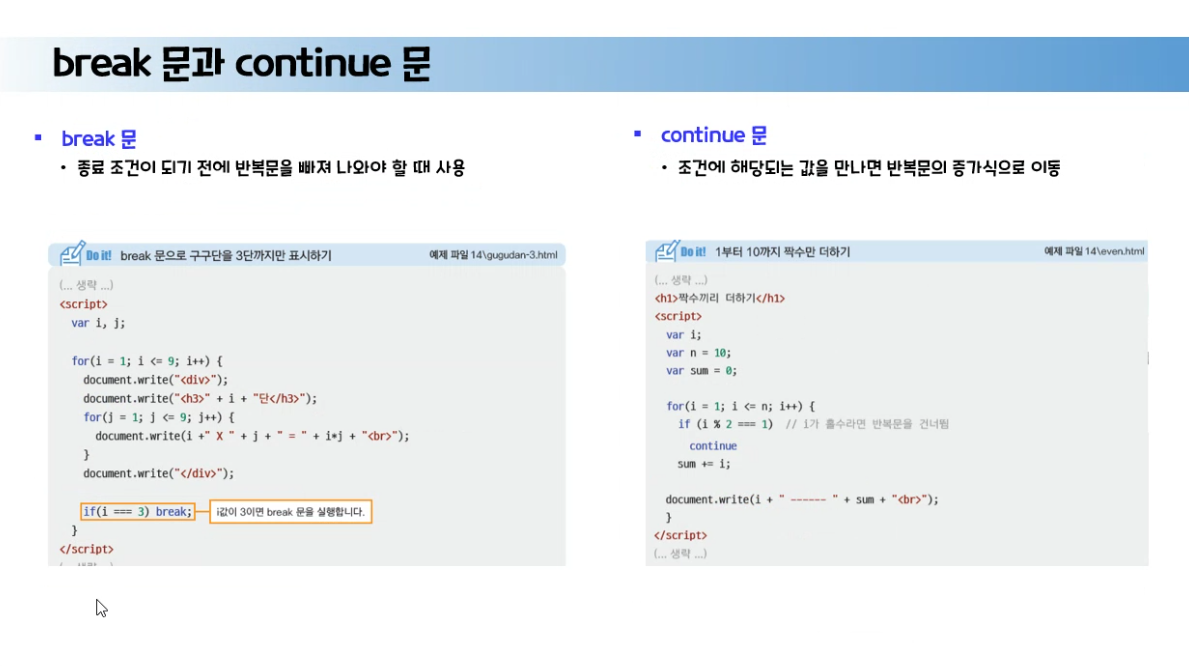 break 문과 continue 문
▪ break 문
• 종료 조건이 되기 전에 반복문을 빠져 나와야 할 때 사용
Do it! break 문으로 구구단을 3단까지만 표시하기 예제 파일 14\gugudan-3.html
(... 생략 ...)
<script>
var i, j;
for(i = 1; i <= 9; i++) {
document.write("<div>");
document.write("<h3>" + i + "단</h3>");
for(j = 1; j <= 9; j++) {
document.write(i +" X " + j + " = " + i*j + "<br>");
}
document.write("</div>");
if(i === 3) break; i값이 3이면 break 문을 실행합니다.
}
</script>
▪ continue 문
• 조건에 해당되는 값을 만나면 반복문의 증가식으로 이동
Do it! 1부터 10까지 짝수만 더하기 예제 파일 14\even.html
(... 생략 ...)
<h1>짝수끼리 더하기</h1>
<script>
var i;
var n = 10;
var sum = 0;
for(i = 1; i <= n; i++) {
if (i % 2 === 1) // i가 홀수라면 반복문을 건너뜀
continue
sum += i;
document.write(i + " ------ " + sum + "<br>");
}
</script>
(... 생략 ...)